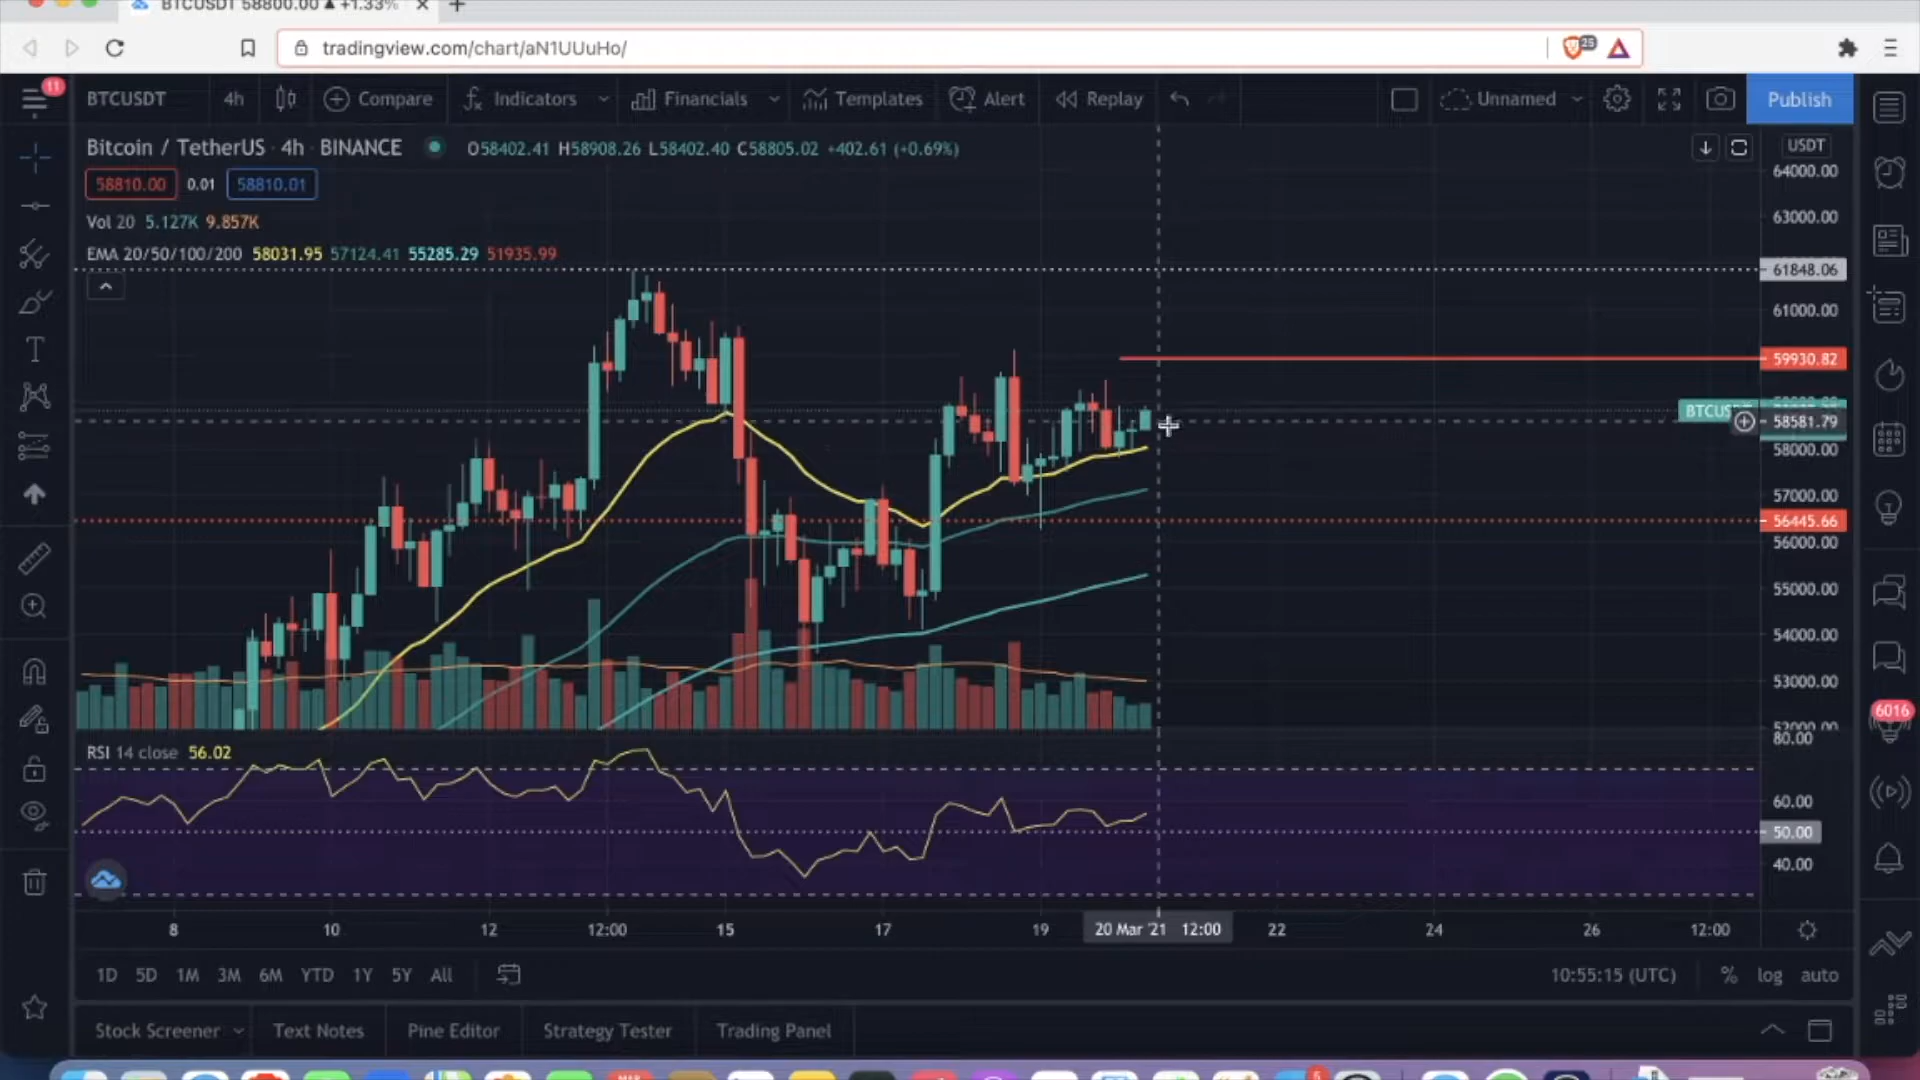 BTCUSDT 58800.00 ▲ +1.33%
tradingview.com/chart/aN1UUuHo/
25
11
BTCUSDT 4h Compare Indicators Financials Templates Alert Replay Unnamed Publish
Bitcoin / TetherUS · 4h · BINANCE O58402.41 H58908.26 L58402.40 C58805.02 +402.61 (+0.69%)
USDT
58810.00 0.01 58810.01
Vol 20 5.127K 9.857K
EMA 20/50/100/200 58031.95 57124.41 55285.29 51935.99
64000.00
63000.00
61848.06
61000.00
59930.82
BTCUSD
58581.79
58000.00
57000.00
56445.66
56000.00
55000.00
54000.00
53000.00
52000.00
6016
RSI 14 close 56.02
80.00
60.00
50.00
40.00
8 10 12 12:00 15 17 19 20 Mar '21 12:00 22 24 26 12:00
1D 5D 1M 3M 6M YTD 1Y 5Y All 10:55:15 (UTC) % log auto
Stock Screener Text Notes Pine Editor Strategy Tester Trading Panel
MAR
5